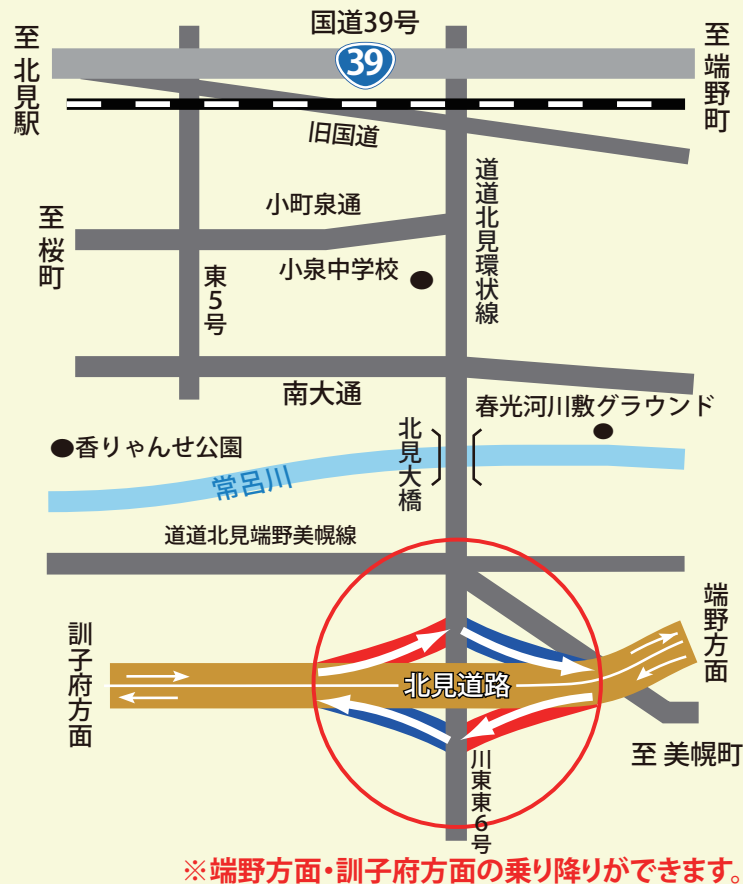 国道39号
39
至 北見駅
至 端野町
旧国道
道道北見環状線
小町泉通
至 桜町
小泉中学校
東5号
南大通
春光河川敷グラウンド
北見大橋
香りゃんせ公園
常呂川
道道北見端野美幌線
端野方面
訓子府方面
北見道路
至 美幌町
川東東6号
※端野方面・訓子府方面の乗り降りができます。